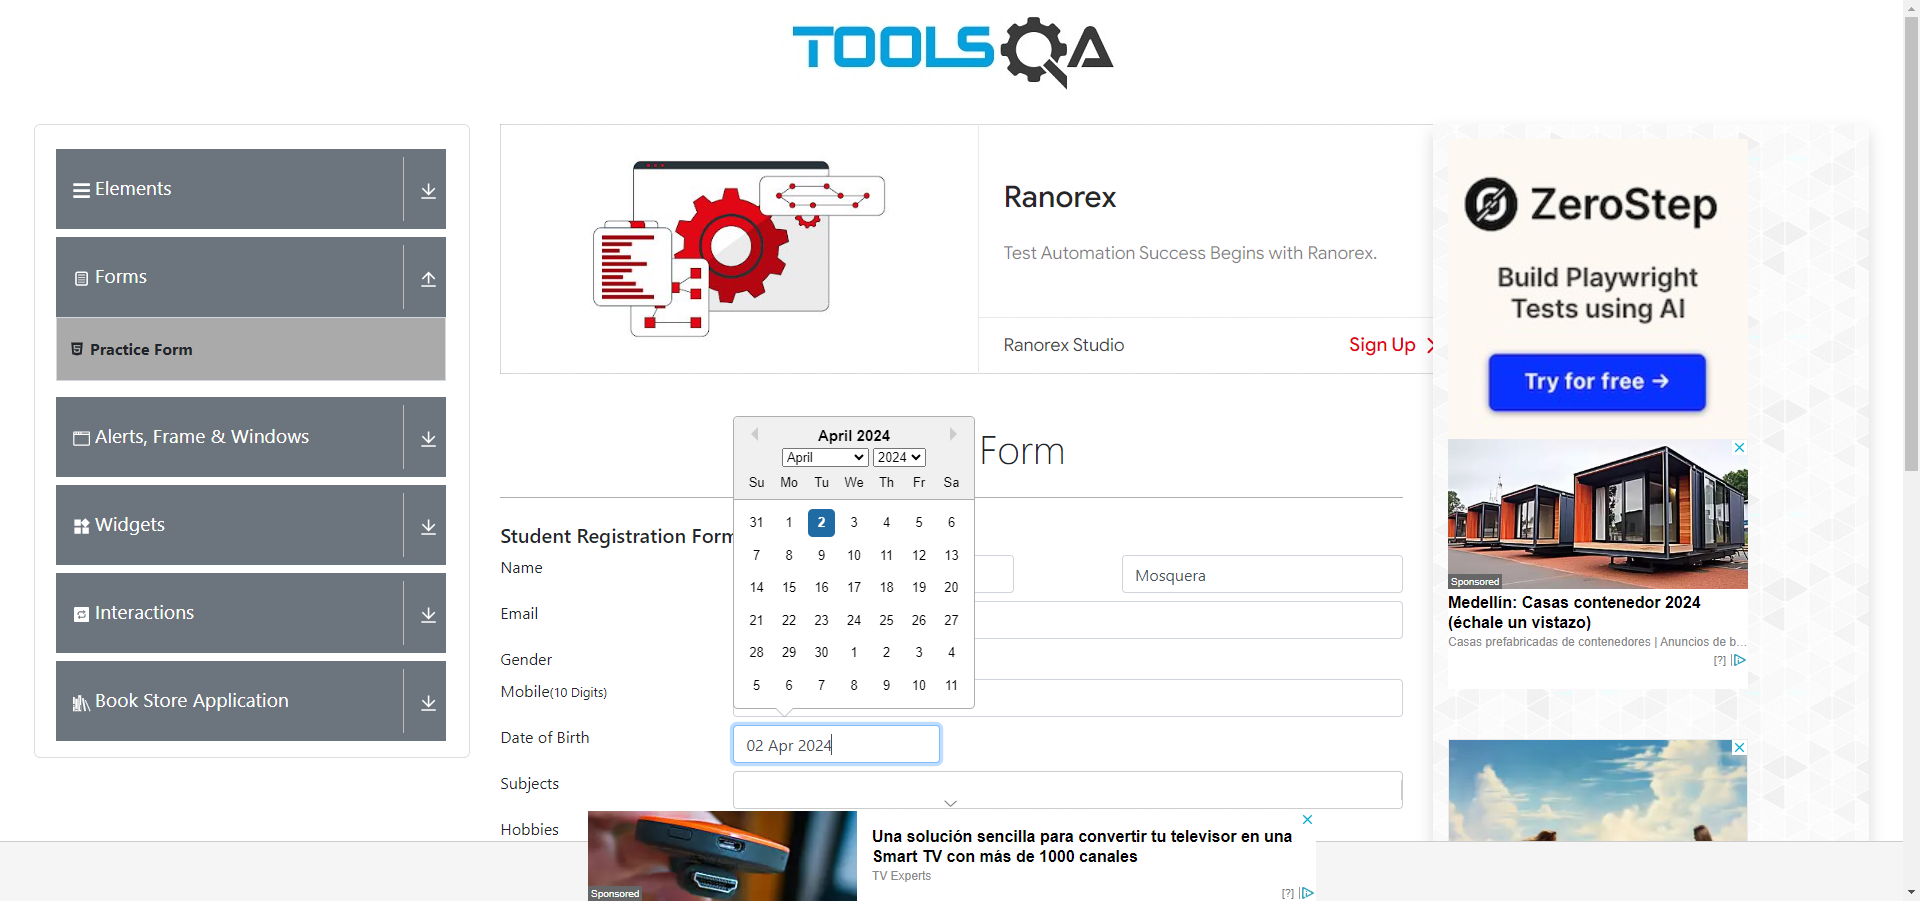 TOOLSQA
Elements
Forms
Practice Form
Alerts, Frame & Windows
Widgets
Interactions
Book Store Application
Ranorex
Test Automation Success Begins with Ranorex.
Ranorex Studio
Sign Up
Form
April 2024
April 2024
Su Mo Tu We Th Fr Sa
31 1 2 3 4 5 6
7 8 9 10 11 12 13
14 15 16 17 18 19 20
21 22 23 24 25 26 27
28 29 30 1 2 3 4
5 6 7 8 9 10 11
Student Registration Form
Name
Mosquera
Email
Gender
Mobile(10 Digits)
Date of Birth
02 Apr 2024
Subjects
Hobbies
ZeroStep
Build Playwright
Tests using AI
Try for free →
Sponsored
Medellín: Casas contenedor 2024
(échale un vistazo)
Casas prefabricadas de contenedores | Anuncios de b...
[?]
Sponsored
Una solución sencilla para convertir tu televisor en una
Smart TV con más de 1000 canales
TV Experts
[?]